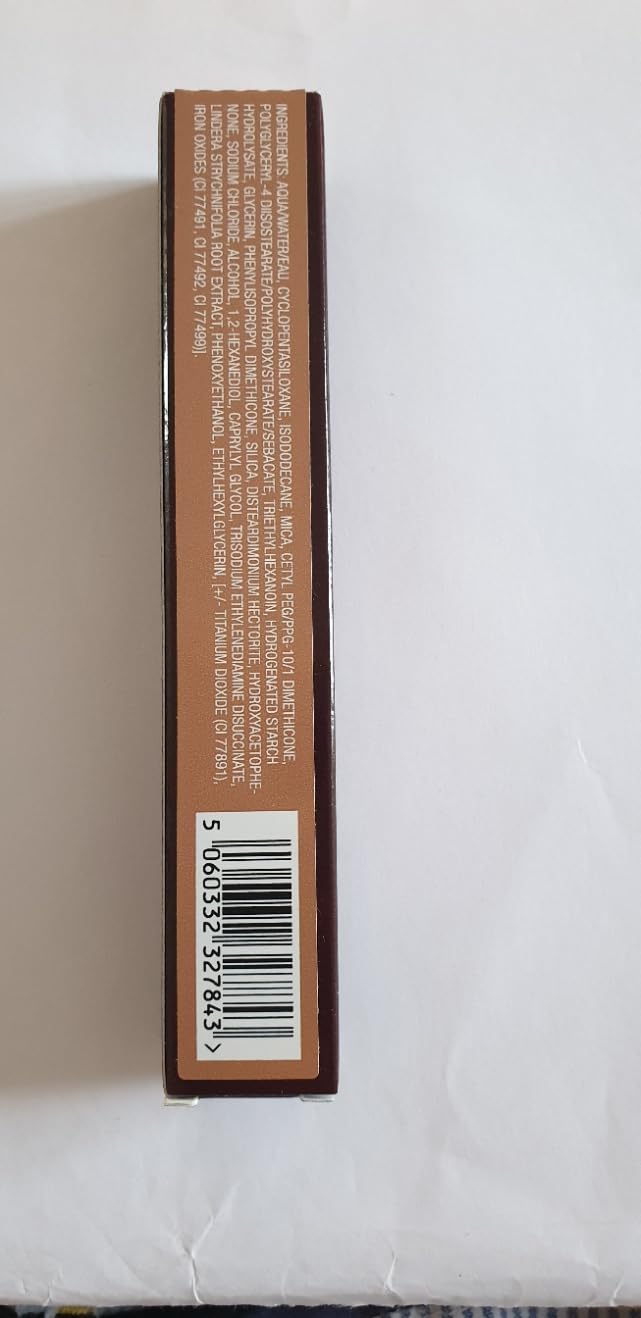 INGREDIENTS: AQUA/WATER/EAU, CYCLOPENTASILOXANE, ISODODECANE, MICA, CETYL PEG/PPG-10/1 DIMETHICONE,
POLYGLYCERYL-4 DIISOSTEARATE/POLYHYDROXYSTEARATE/SEBACATE, TRIETHYLHEXANOIN, HYDROGENATED STARCH
HYDROLYSATE, GLYCERIN, PHENYLISOPROPYL DIMETHICONE, SILICA, DISTEARDIMONIUM HECTORITE, HYDROXYACETOPHE-
NONE, SODIUM CHLORIDE, ALCOHOL, 1,2-HEXANEDIOL, CAPRYLYL GLYCOL, TRISODIUM ETHYLENEDIAMINE DISUCCINATE,
LINDERA STRYCHNIFOLIA ROOT EXTRACT, PHENOXYETHANOL, ETHYLHEXYLGLYCERIN, [+/- TITANIUM DIOXIDE (CI 77891),
IRON OXIDES (CI 77491, CI 77492, CI 77499)].
5 060332 327843 >